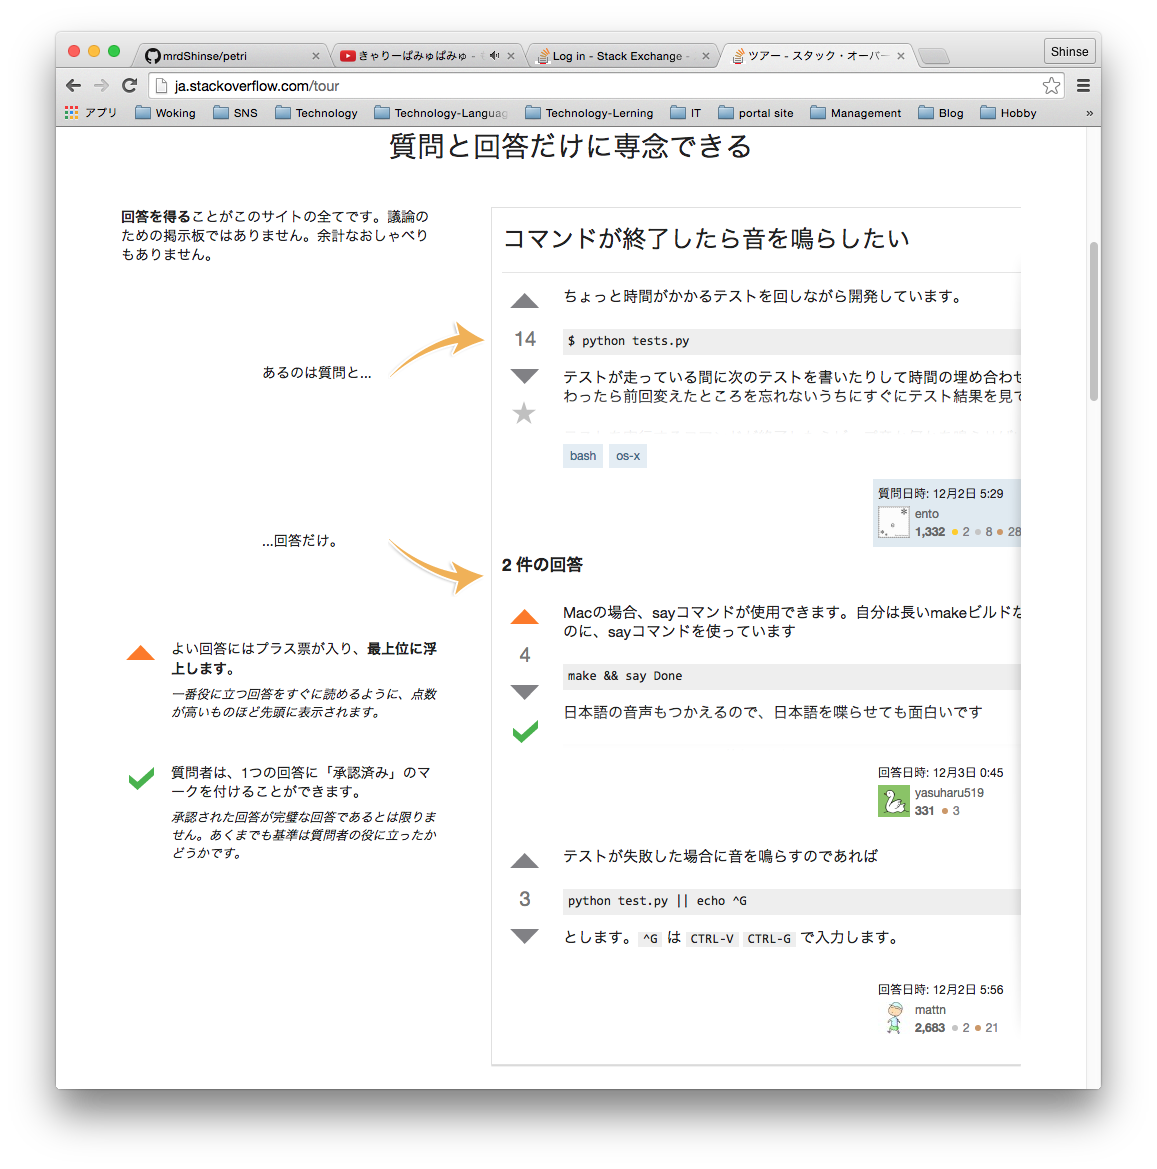 mrdShinse/petri
きゃりーぱみゅぱみゅ -
Log in - Stack Exchange -
ツアー - スタック・オーバー
Shinse
ja.stackoverflow.com/tour
アプリ
Woking
SNS
Technology
Technology-Languag
Technology-Lerning
IT
portal site
Management
Blog
Hobby
»
質問と回答だけに専念できる
回答を得ることがこのサイトの全てです。議論の
ための掲示板ではありません。余計なおしゃべり
もありません。
あるのは質問と...
...回答だけ。
よい回答にはプラス票が入り、最上位に浮
上します。
一番役に立つ回答をすぐに読めるように、点数
が高いものほど先頭に表示されます。
質問者は、1つの回答に「承認済み」のマ
ークを付けることができます。
承認された回答が完璧な回答であるとは限りま
せん。あくまでも基準は質問者の役に立ったか
どうかです。
コマンドが終了したら音を鳴らしたい
14
ちょっと時間がかかるテストを回しながら開発しています。
$ python tests.py
テストが走っている間に次のテストを書いたりして時間の埋め合わせ
わったら前回変えたところを忘れないうちにすぐにテスト結果を見て
bash os-x
質問日時: 12月2日 5:29
ento
1,332 2 8 28
2 件の回答
4
Macの場合、sayコマンドが使用できます。自分は長いmakeビルドな
のに、sayコマンドを使っています
make && say Done
日本語の音声もつかえるので、日本語を喋らせても面白いです
回答日時: 12月3日 0:45
yasuharu519
331 3
3
テストが失敗した場合に音を鳴らすのであれば
python test.py || echo ^G
とします。 ^G は CTRL-V CTRL-G で入力します。
回答日時: 12月2日 5:56
mattn
2,683 2 21